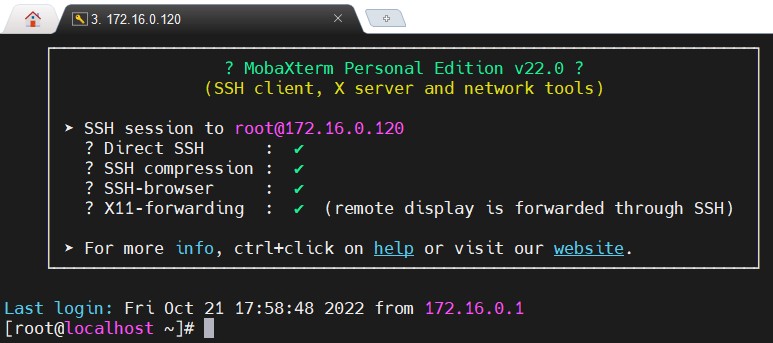 3. 172.16.0.120
? MobaXterm Personal Edition v22.0 ?
(SSH client, X server and network tools)
➤ SSH session to root@172.16.0.120
? Direct SSH : ✔
? SSH compression : ✔
? SSH-browser : ✔
? X11-forwarding : ✔ (remote display is forwarded through SSH)
➤ For more info, ctrl+click on help or visit our website.
Last login: Fri Oct 21 17:58:48 2022 from 172.16.0.1
[root@localhost ~]#